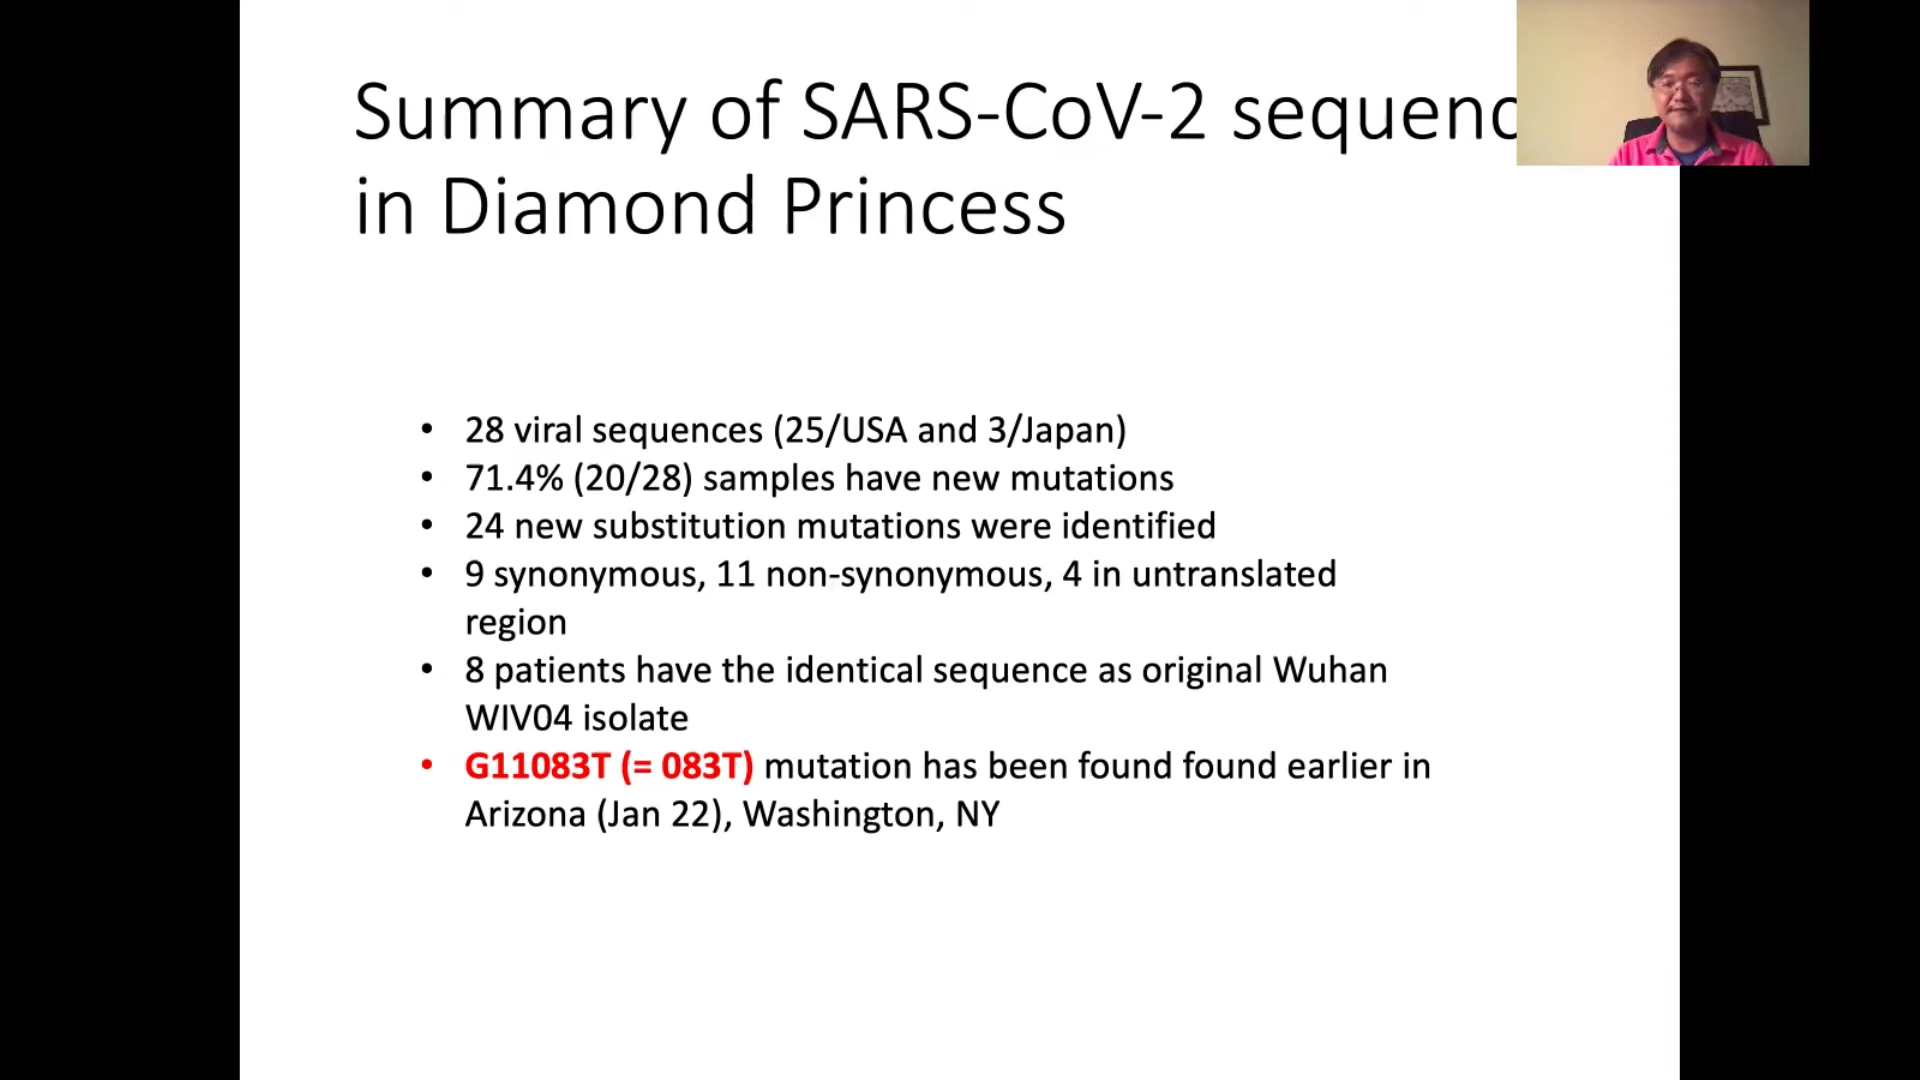 Summary of SARS-CoV-2
in Diamond Princess
• 28 viral sequences (25/USA and 3/Japan)
• 71.4% (20/28) samples have new mutations
• 24 new substitution mutations were identified
• 9 synonymous, 11 non-synonymous, 4 in untranslated
region
• 8 patients have the identical sequence as original Wuhan
WIV04 isolate
• G11083T (= 083T) mutation has been found found earlier in
Arizona (Jan 22), Washington, NY